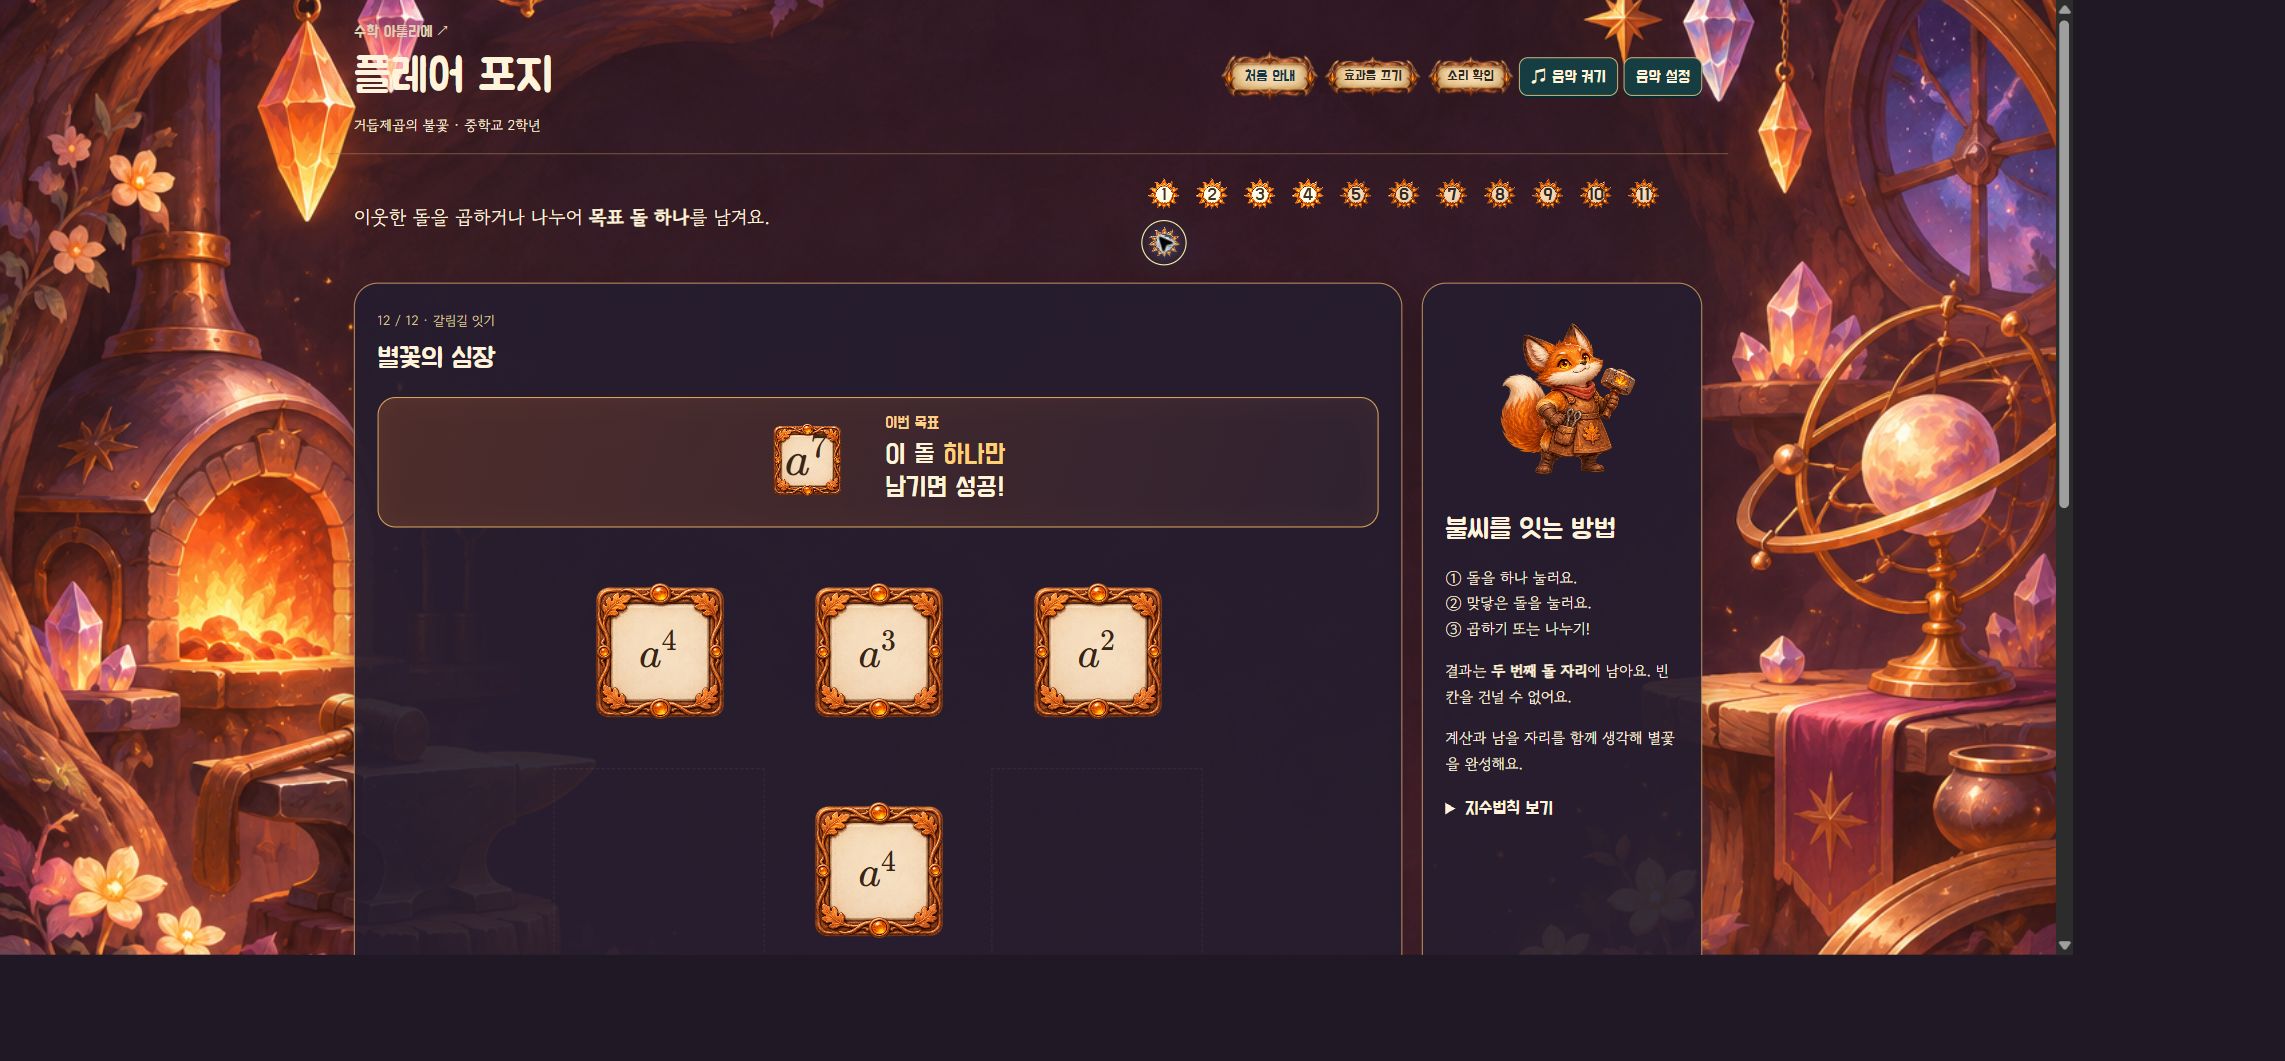 수학 아틀리에 ↗
플레어 포지
거듭제곱의 불꽃 · 중학교 2학년
처음 안내
효과음 끄기
소리 확인
♫ 음악 켜기
음악 설정
이웃한 돌을 곱하거나 나누어 목표 돌 하나를 남겨요.
1 2 3 4 5 6 7 8 9 10 11
12 / 12 · 갈림길 잇기
별꽃의 심장
a⁷
이번 목표
이 돌 하나만
남기면 성공!
a⁴ a³ a²
a⁴
불씨를 잇는 방법
① 돌을 하나 눌러요.
② 맞닿은 돌을 눌러요.
③ 곱하기 또는 나누기!
결과는 두 번째 돌 자리에 남아요. 빈
칸을 건널 수 없어요.
계산과 남을 자리를 함께 생각해 별꽃
을 완성해요.
▶ 지수법칙 보기